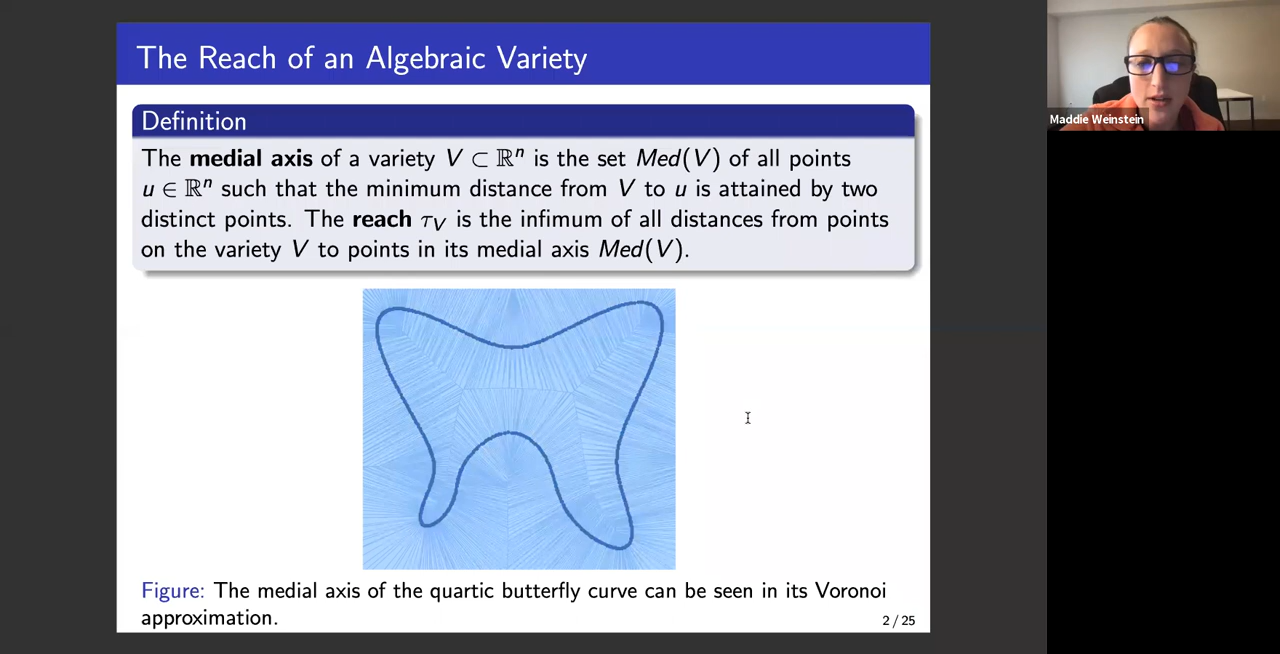 The Reach of an Algebraic Variety
Maddie Weinstein
Definition
The medial axis of a variety V ⊂ ℝⁿ is the set Med(V) of all points
u ∈ ℝⁿ such that the minimum distance from V to u is attained by two
distinct points. The reach τ_V is the infimum of all distances from points
on the variety V to points in its medial axis Med(V).
Figure: The medial axis of the quartic butterfly curve can be seen in its Voronoi
approximation.
2 / 25